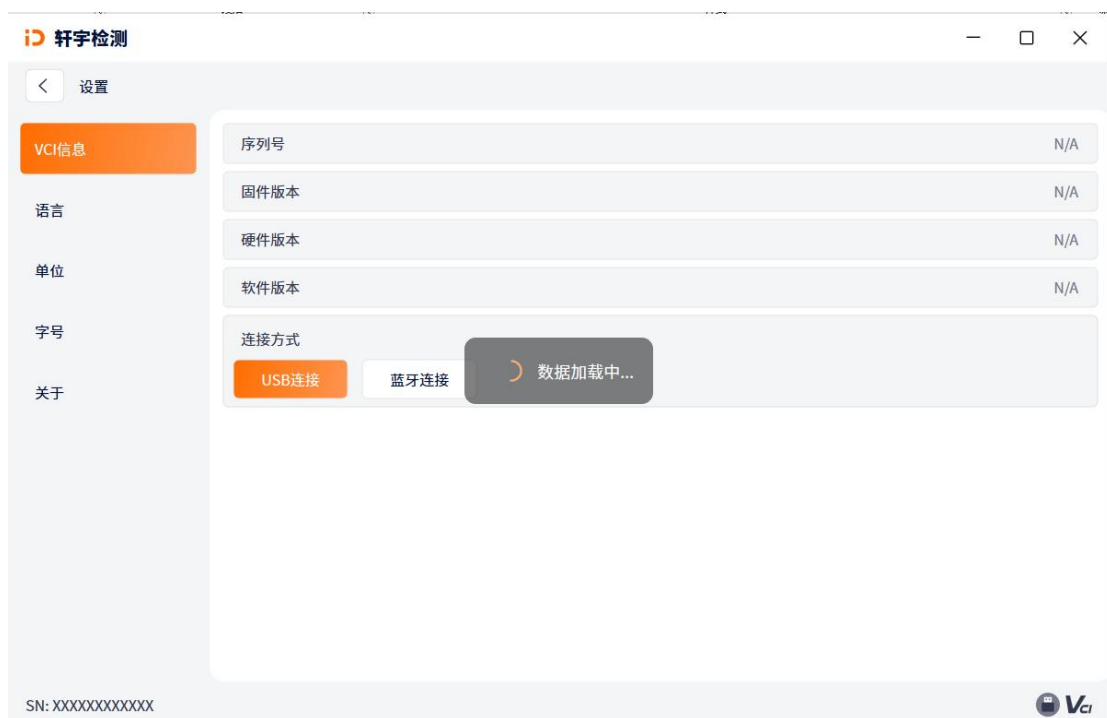 轩宇检测
设置
VCI信息
语言
单位
字号
关于
序列号 N/A
固件版本 N/A
硬件版本 N/A
软件版本 N/A
连接方式
USB连接 蓝牙连接 数据加载中...
SN: XXXXXXXXXXXX
VCI